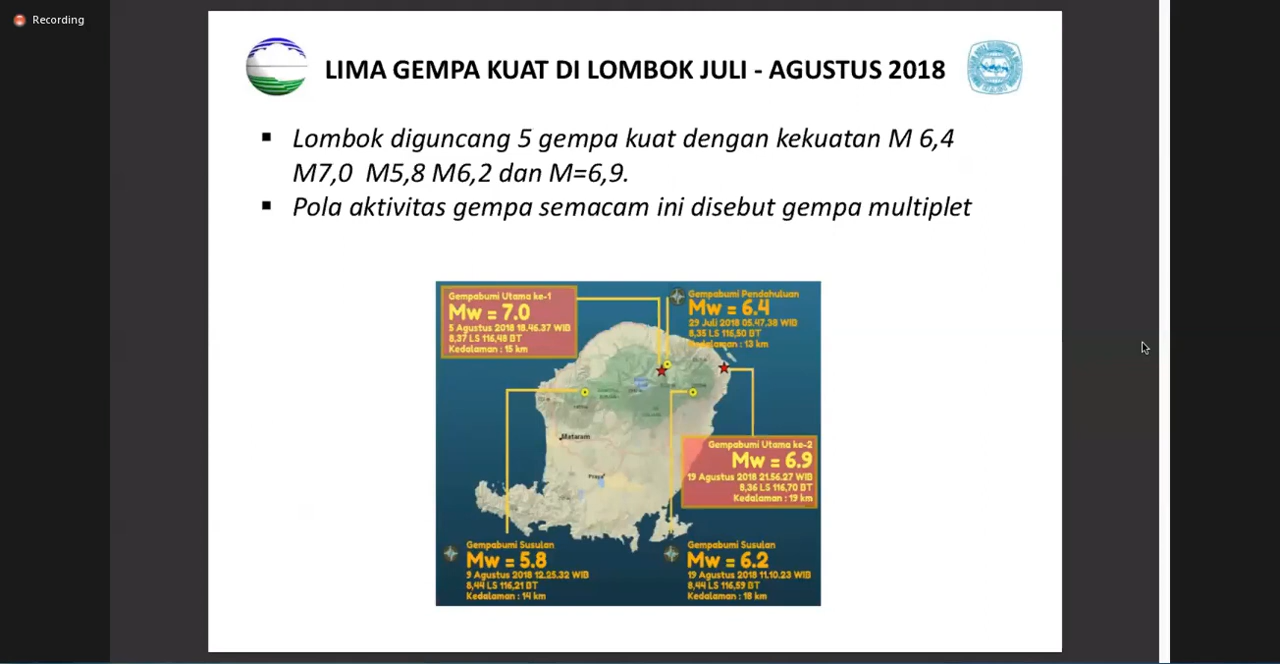 Recording
LIMA GEMPA KUAT DI LOMBOK JULI - AGUSTUS 2018
▪ Lombok diguncang 5 gempa kuat dengan kekuatan M 6,4
M7,0 M5,8 M6,2 dan M=6,9.
▪ Pola aktivitas gempa semacam ini disebut gempa multiplet
Gempabumi Utama ke-1
Mw = 7.0
5 Agustus 2018 18.46.37 WIB
8,37 LS 116,48 BT
Kedalaman : 15 km
Gempabumi Pendahuluan
Mw = 6.4
29 Juli 2018 05.47.38 WIB
8,35 LS 116,50 BT
Kedalaman : 13 km
Mataram
Praya
Gempabumi Utama ke-2
Mw = 6.9
19 Agustus 2018 21.56.27 WIB
8,36 LS 116,70 BT
Kedalaman : 19 km
Gempabumi Susulan
Mw = 5.8
9 Agustus 2018 12.25.32 WIB
8,44 LS 116,21 BT
Kedalaman : 14 km
Gempabumi Susulan
Mw = 6.2
19 Agustus 2018 11.10.23 WIB
8,44 LS 116,59 BT
Kedalaman : 18 km